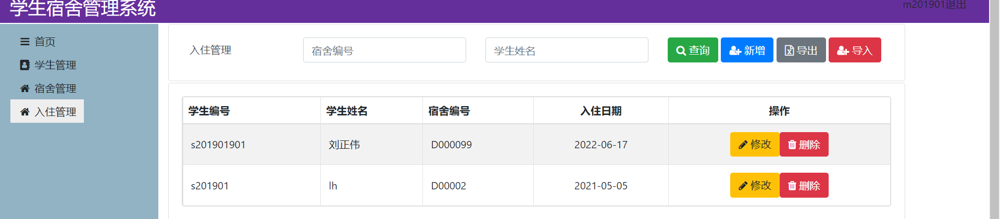 学生宿舍管理系统
m201901退出
首页
学生管理
宿舍管理
入住管理
入住管理 宿舍编号 学生姓名 查询 新增 导出 导入
学生编号 学生姓名 宿舍编号 入住日期 操作
s201901901 刘正伟 D000099 2022-06-17 修改 删除
s201901 lh D00002 2021-05-05 修改 删除